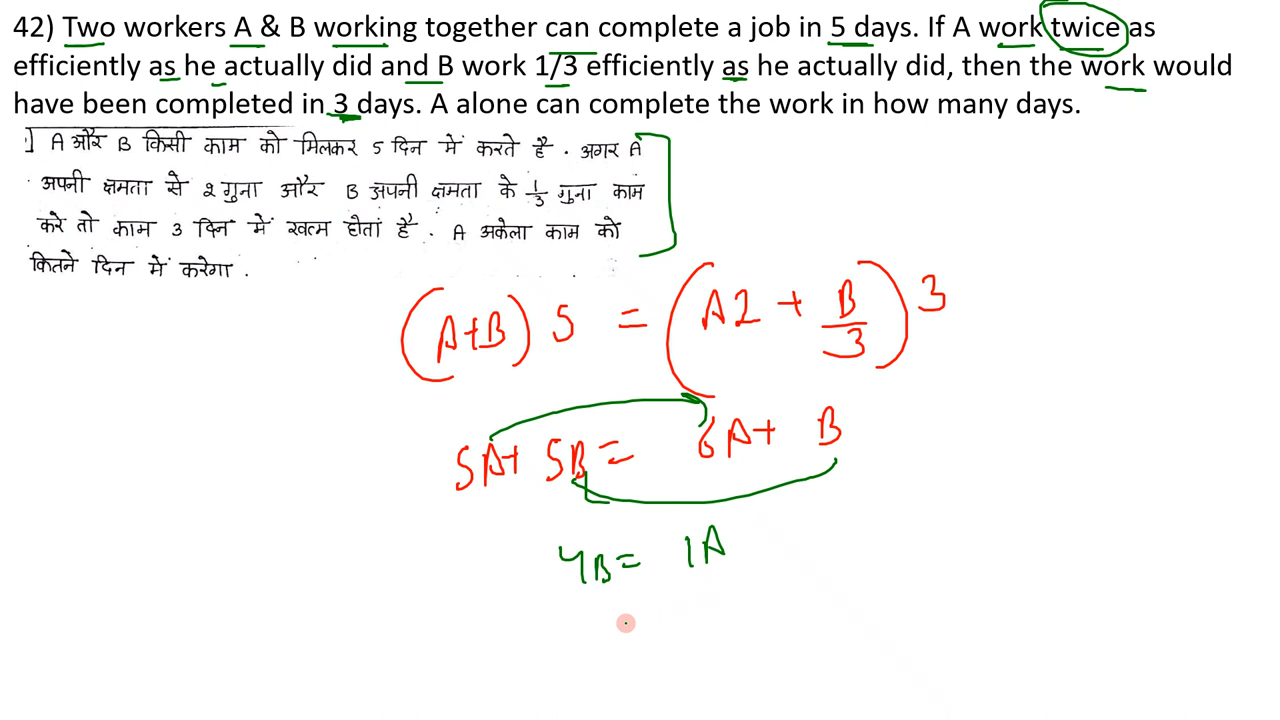 42) Two workers A & B working together can complete a job in 5 days. If A work twice as
efficiently as he actually did and B work 1/3 efficiently as he actually did, then the work would
have been completed in 3 days. A alone can complete the work in how many days.
] A और B किसी काम को मिलकर 5 दिन में करते है . अगर A
अपनी क्षमता से 2 गुना और B अपनी क्षमता के 1/3 गुना काम
करे तो काम 3 दिन में खत्म होता है . A अकेला काम को
कितने दिन में करेगा .
(A+B) 5 = (A2 + B/3) 3
5A+ 5B = 6A+ B
4B = 1A